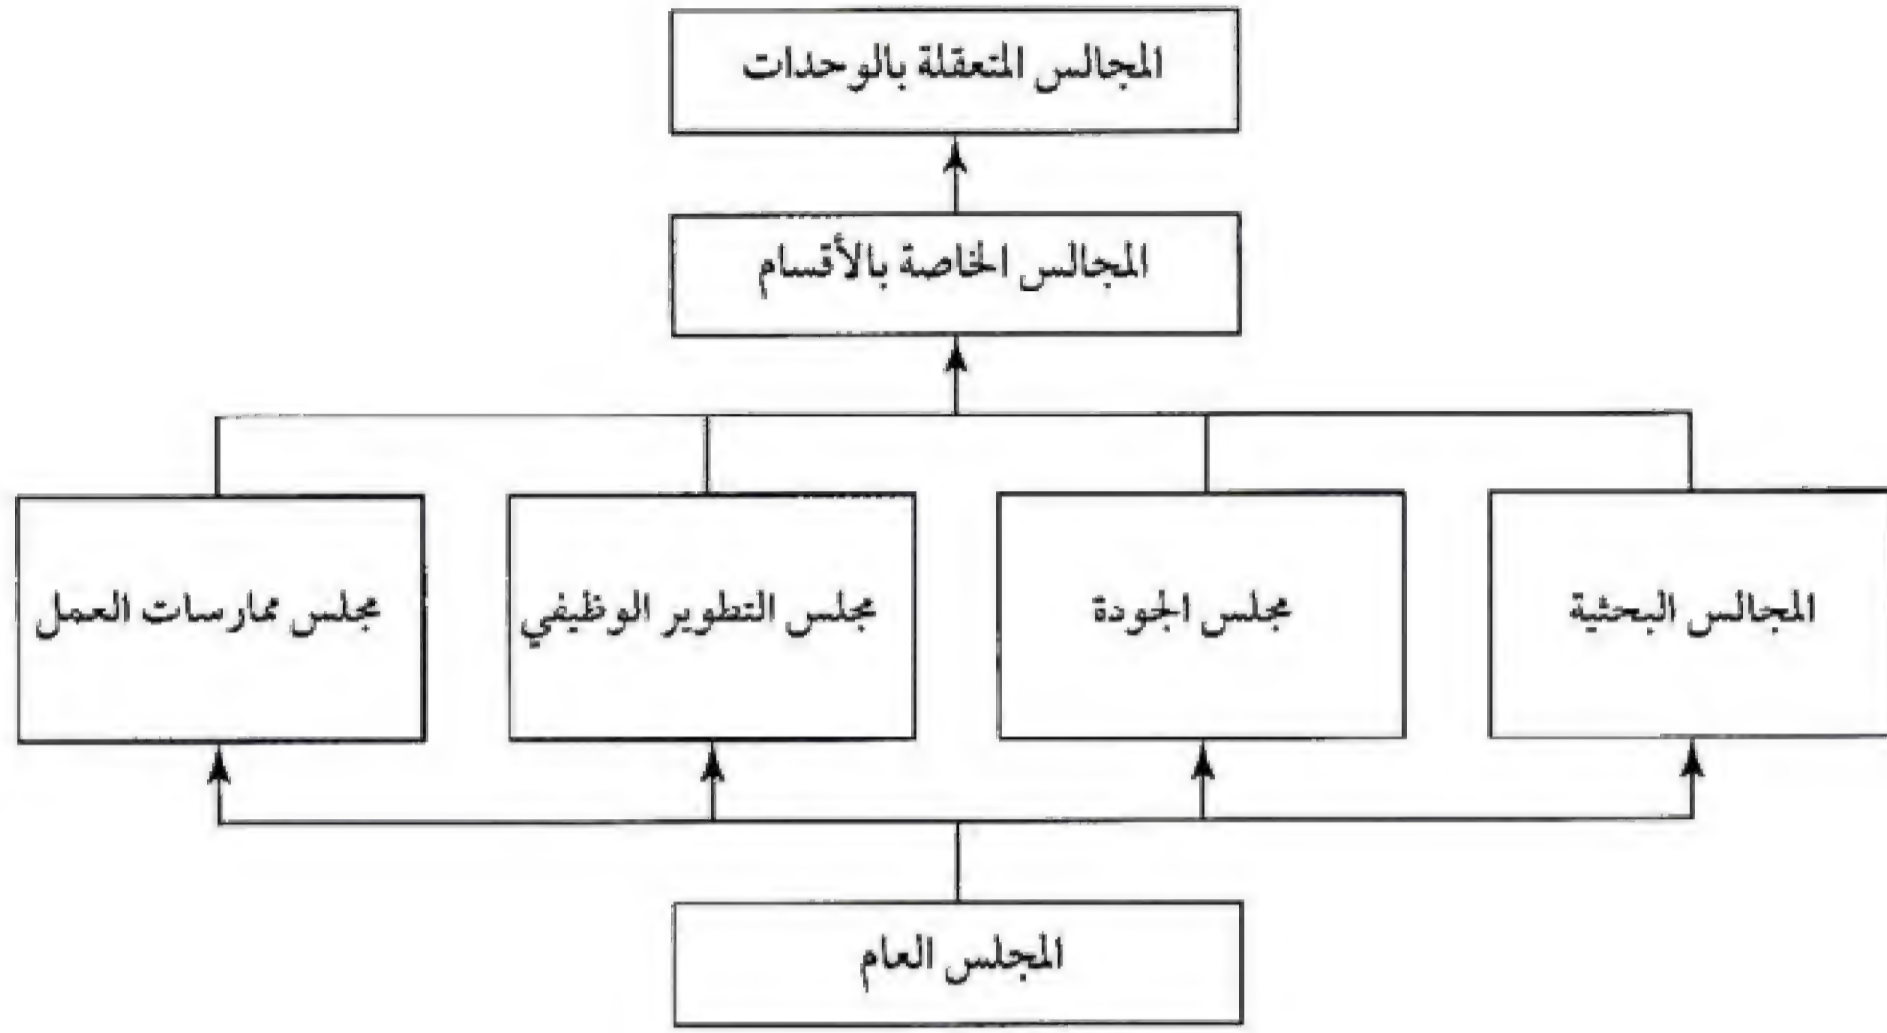 المجالس المتعقلة بالوحدات
المجالس الخاصة بالأقسام
المجالس البحثية
مجلس الجودة
مجلس التطوير الوظيفي
مجلس ممارسات العمل
المجلس العام